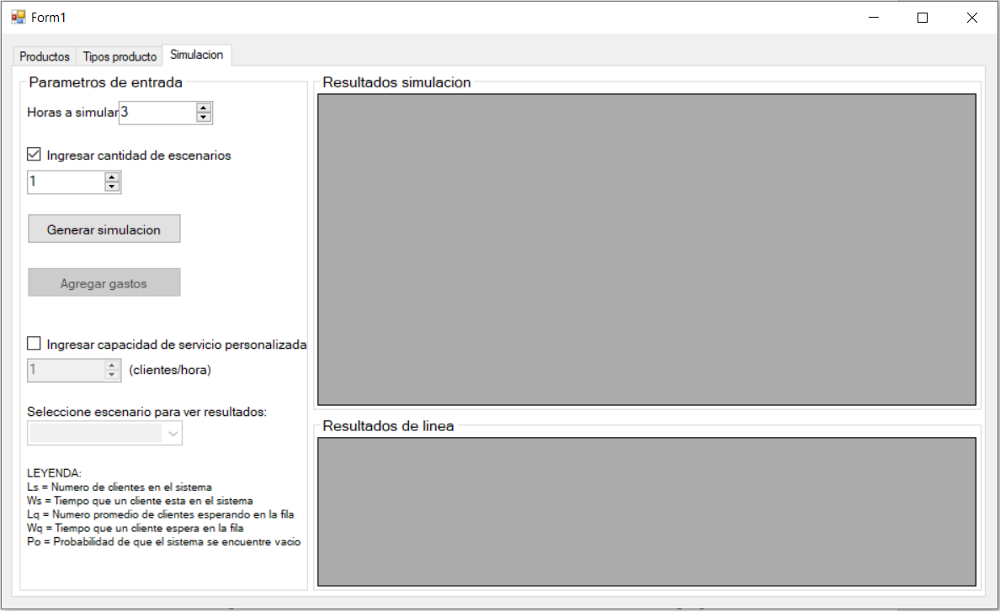 Form1
Productos
Tipos producto
Simulacion
Parametros de entrada
Horas a simular
3
Ingresar cantidad de escenarios
1
Generar simulacion
Agregar gastos
Ingresar capacidad de servicio personalizada
1
(clientes/hora)
Seleccione escenario para ver resultados:
LEYENDA:
Ls = Numero de clientes en el sistema
Ws = Tiempo que un cliente esta en el sistema
Lq = Numero promedio de clientes esperando en la fila
Wq = Tiempo que un cliente espera en la fila
Po = Probabilidad de que el sistema se encuentre vacio
Resultados simulacion
Resultados de linea